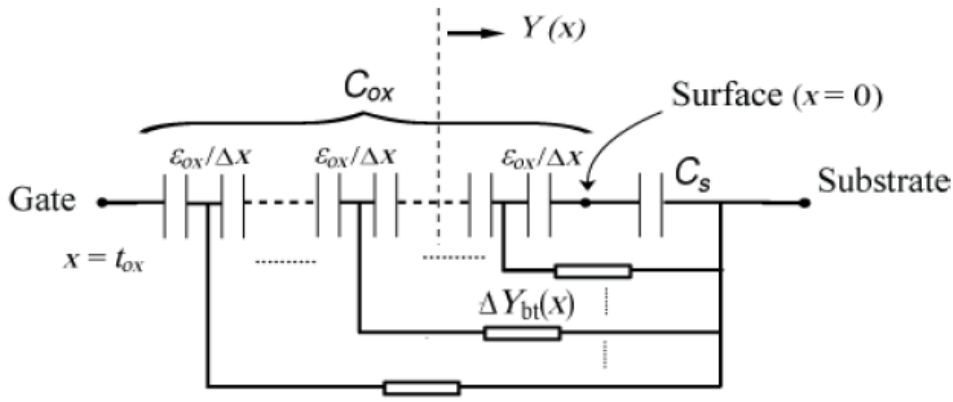 Y(x)
C_ox
Surface (x = 0)
ε_ox/Δx
ε_ox/Δx
ε_ox/Δx
C_s
Gate
Substrate
x = t_ox
ΔY_bt(x)